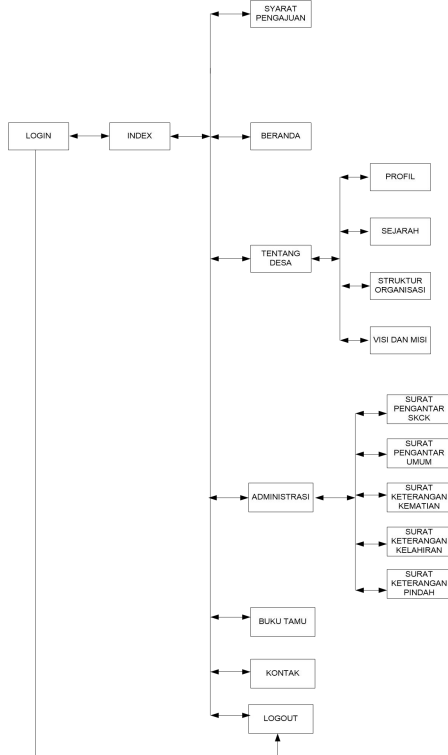 SYARAT
PENGAJUAN
LOGIN
INDEX
BERANDA
PROFIL
SEJARAH
TENTANG
DESA
STRUKTUR
ORGANISASI
VISI DAN MISI
SURAT
PENGANTAR
SKCK
SURAT
PENGANTAR
UMUM
ADMINISTRASI
SURAT
KETERANGAN
KEMATIAN
SURAT
KETERANGAN
KELAHIRAN
SURAT
KETERANGAN
PINDAH
BUKU TAMU
KONTAK
LOGOUT